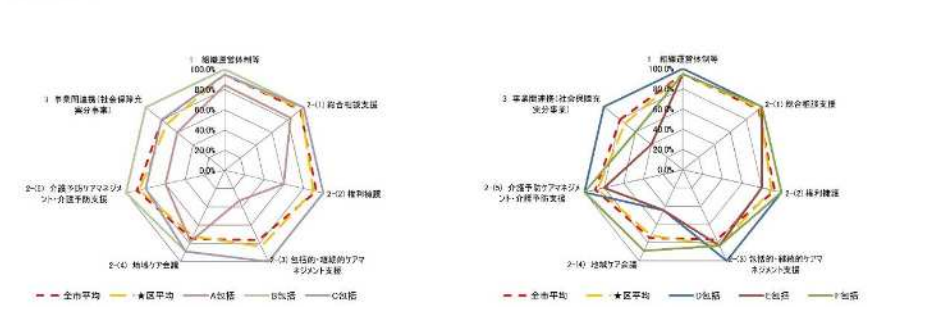 1 組織運営体制等
100.0%
80.0%
60.0%
40.0%
20.0%
0.0%
2-(1) 総合相談支援
2-(2) 権利擁護
2-(3) 包括的・継続的ケアマ
ネジメント支援
2-(4) 地域ケア会議
2-(5) 介護予防ケアマネジメ
ント・介護予防支援
3 事業間連携(社会保障充
実分事業)
全市平均 ★区平均 A包括 B包括 C包括
1 組織運営体制等
100.0%
80.0%
60.0%
40.0%
20.0%
0.0%
2-(1) 総合相談支援
2-(2) 権利擁護
2-(3) 包括的・継続的ケアマ
ネジメント支援
2-(4) 地域ケア会議
2-(5) 介護予防ケアマネジメ
ント・介護予防支援
3 事業間連携(社会保障充
実分事業)
全市平均 ★区平均 D包括 E包括 F包括